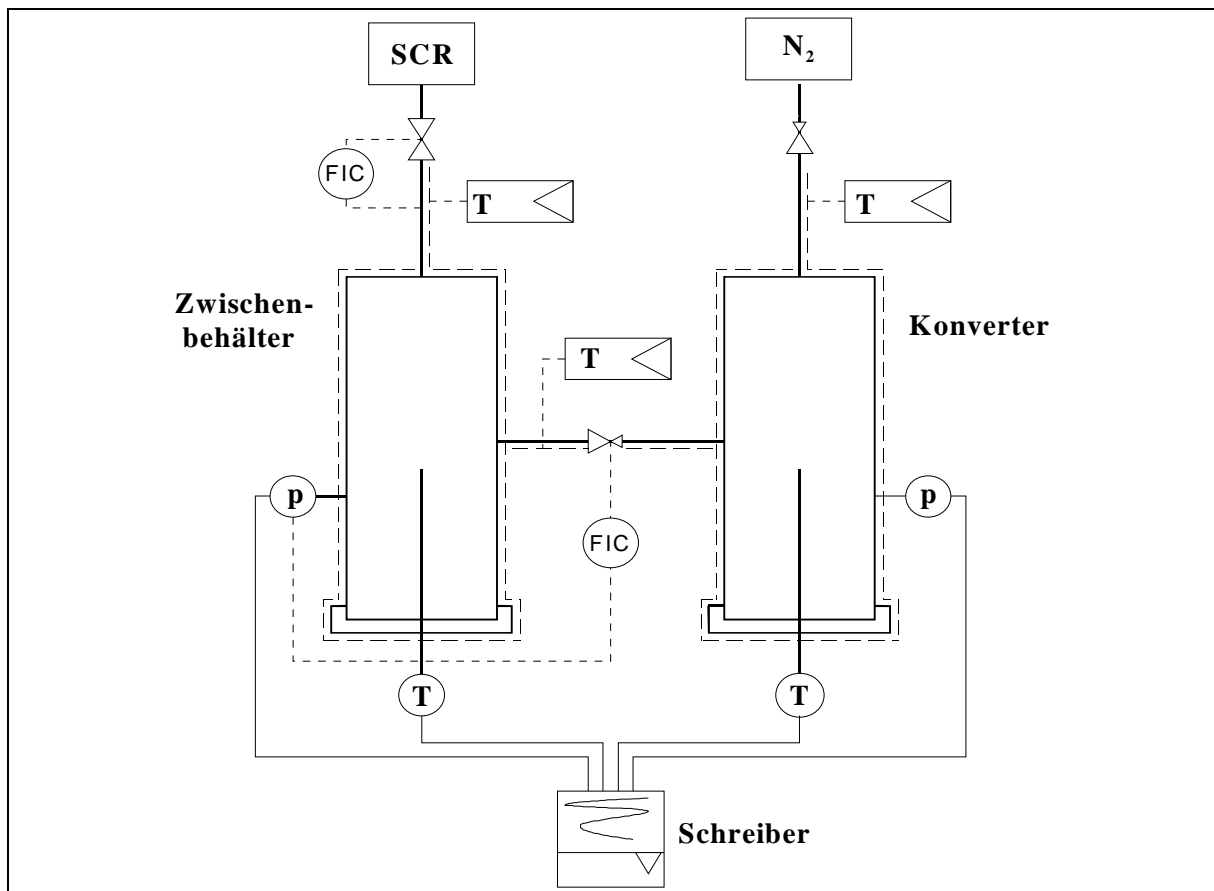 SCR
N₂
FIC
T
T
Zwischen-
behälter
Konverter
T
p
p
FIC
T
T
Schreiber